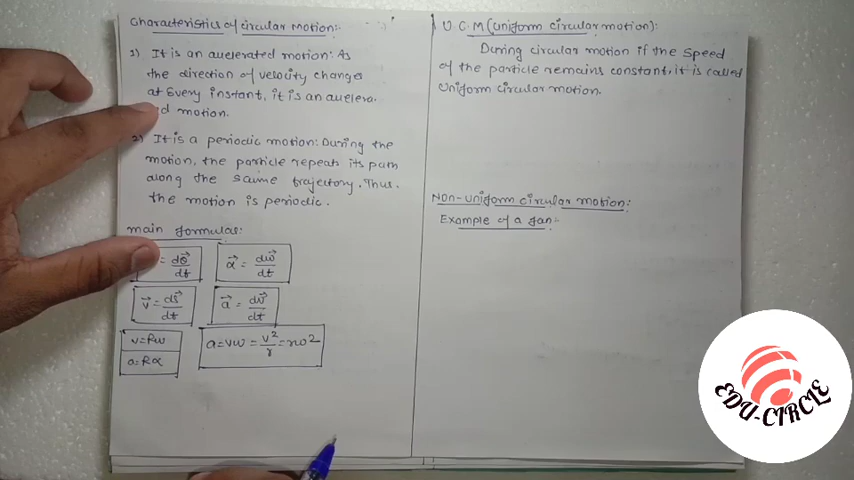 Characteristics of circular Motion:-
1) It is an auelerated motion: As
the direction of velocity changes
at Every instant, it is an auelera-
ed motion.
2) It is a periodic motion: During the
motion, the particle repeats its path
along the same trajectory. Thus.
the motion is periodic.
main formulas:
= dθ⃗/dt
α⃗ = dω⃗/dt
v⃗ = ds⃗/dt
a⃗ = dv⃗/dt
v=Rω
a=Rα
a=vω = v²/r = rω²
U.C.M (Uniform circular motion):
During circular motion if the speed
of the particle remains constant, it is called
Uniform circular motion.
Non-uniform circular motion:
Example of a fan:-
EDU-CIRCLE